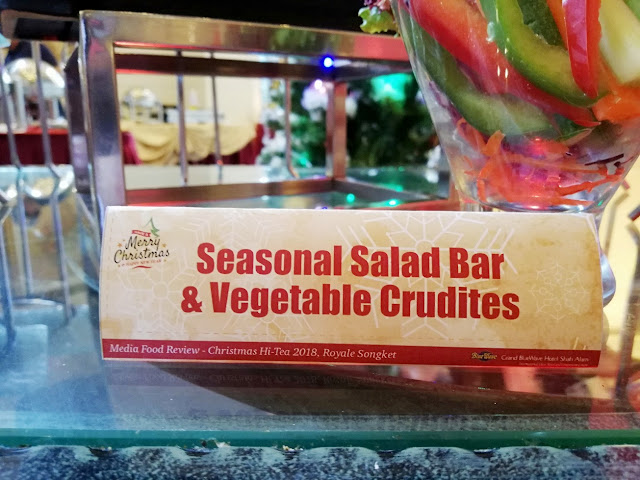 Merry
Christmas
Seasonal Salad Bar
& Vegetable Crudites
Media Food Review - Christmas Hi-Tea 2018, Royale Songket
BlueWave Grand BlueWave Hotel Shah Alam